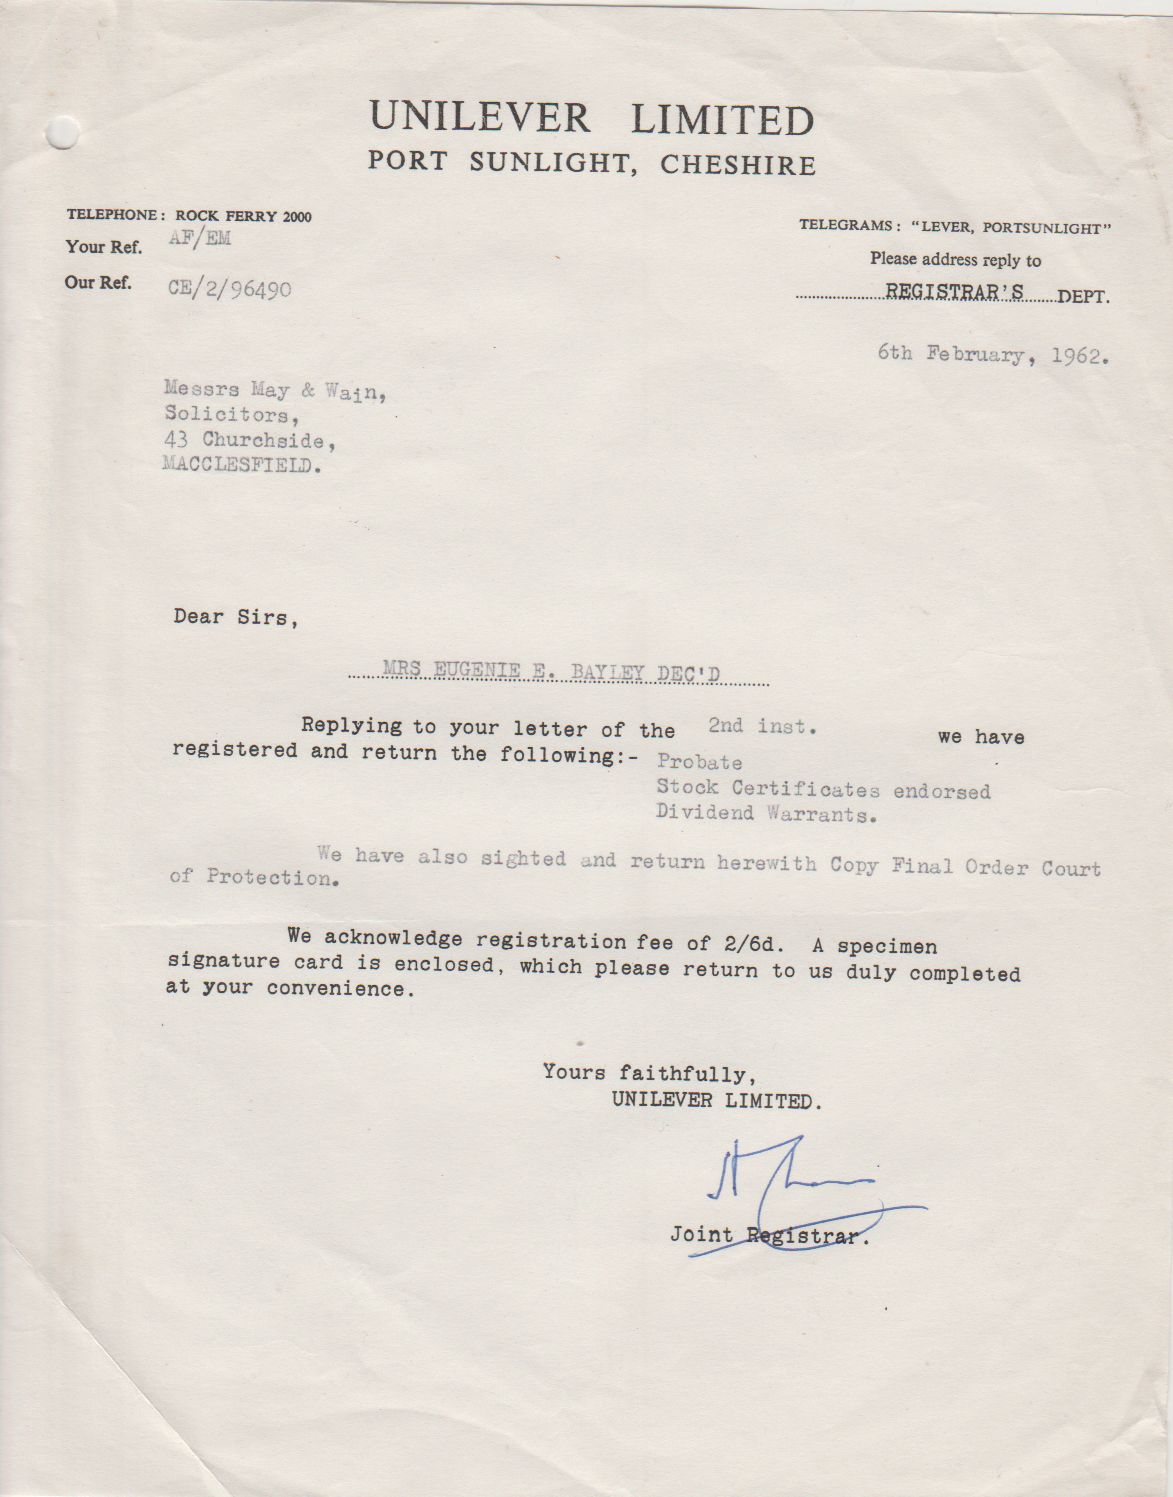 UNILEVER LIMITED
PORT SUNLIGHT, CHESHIRE
TELEPHONE: ROCK FERRY 2000
Your Ref. AF/EM
Our Ref. CE/2/96490
TELEGRAMS: "LEVER, PORTSUNLIGHT"
Please address reply to
REGISTRAR'S DEPT.
6th February, 1962.
Messrs May & Wain,
Solicitors,
43 Churchside,
MACCLESFIELD.
Dear Sirs,
MRS EUGENIE E. BAYLEY DEC'D
Replying to your letter of the 2nd inst. we have
registered and return the following:- Probate
Stock Certificates endorsed
Dividend Warrants.
We have also sighted and return herewith Copy Final Order Court
of Protection.
We acknowledge registration fee of 2/6d. A specimen
signature card is enclosed, which please return to us duly completed
at your convenience.
Yours faithfully,
UNILEVER LIMITED.
Joint Registrar.